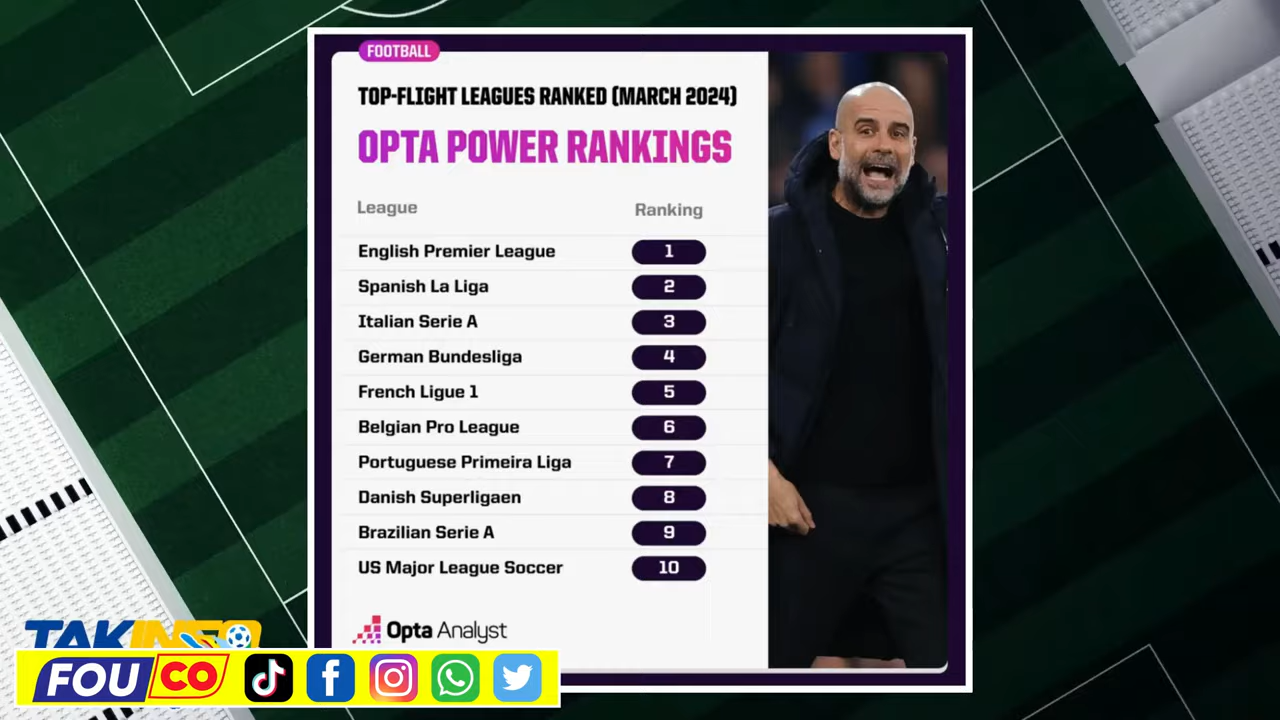 FOOTBALL
TOP-FLIGHT LEAGUES RANKED (MARCH 2024)
OPTA POWER RANKINGS
League Ranking
English Premier League 1
Spanish La Liga 2
Italian Serie A 3
German Bundesliga 4
French Ligue 1 5
Belgian Pro League 6
Portuguese Primeira Liga 7
Danish Superligaen 8
Brazilian Serie A 9
US Major League Soccer 10
Opta Analyst
TAKINFO
FOU CO